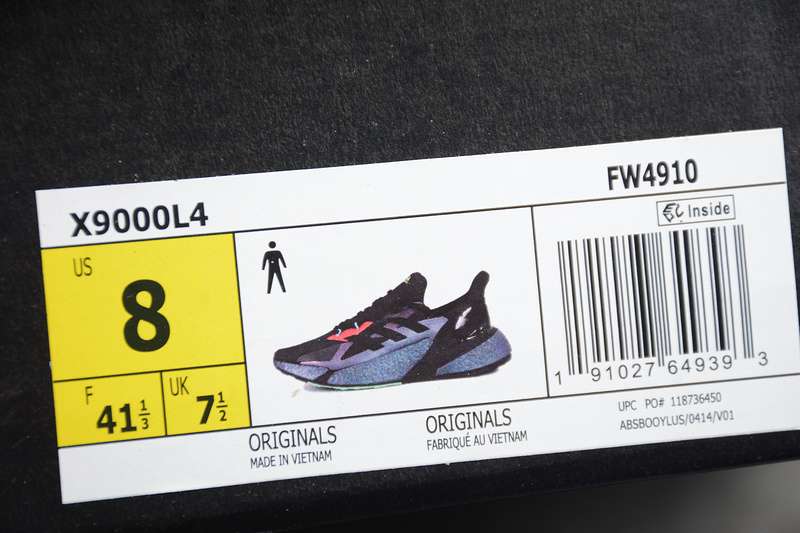 X9000L4
FW4910
US
8
F
41 1/3
UK
7 1/2
Inside
1 91027 64939 3
ORIGINALS
MADE IN VIETNAM
ORIGINALS
FABRIQUÉ AU VIETNAM
UPC PO# 118736450
ABSBOOYLUS/0414/V01